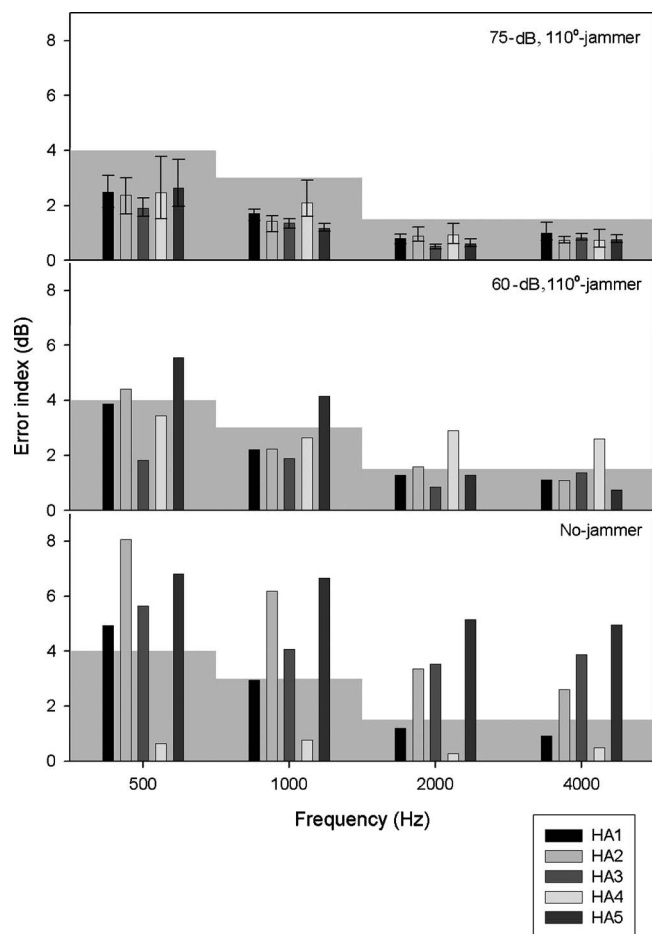 75-dB, 110°-jammer
8
6
4
2
0
60-dB, 110°-jammer
8
6
4
2
0
Error index (dB)
No-jammer
8
6
4
2
0
500 1000 2000 4000
Frequency (Hz)
HA1
HA2
HA3
HA4
HA5